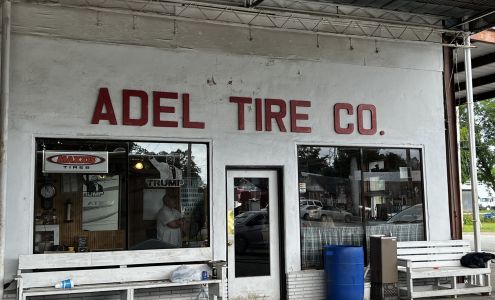 ADEL TIRE CO.
MAXXIS
TIRES
TRUMP